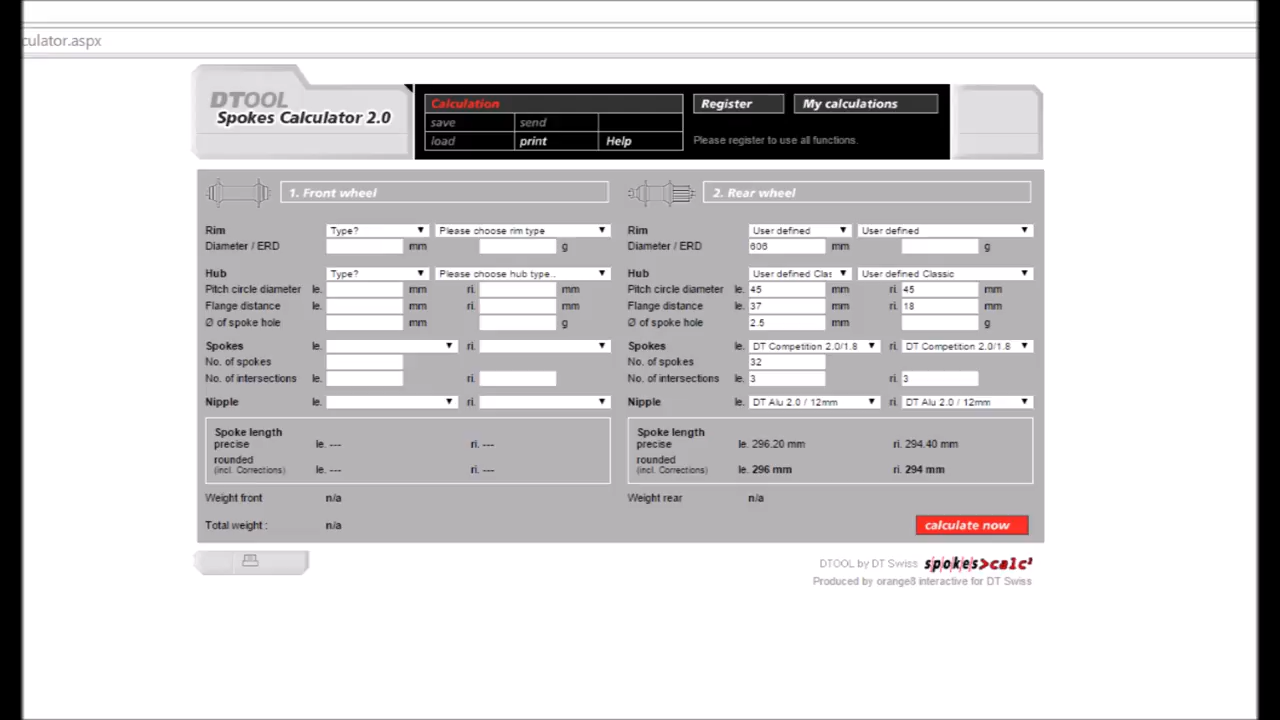 culator.aspx
DTOOL
Spokes Calculator 2.0
Calculation
save send
load print Help
Register My calculations
Please register to use all functions.
1. Front wheel
Rim Type? Please choose rim type
Diameter / ERD mm g
Hub Type? Please choose hub type..
Pitch circle diameter le. ri. mm
Flange distance le. ri. mm
Ø of spoke hole mm g
Spokes le. ri.
No. of spokes
No. of intersections le. ri.
Nipple le. ri.
Spoke length
precise le. --- ri. ---
rounded
(incl. Corrections) le. --- ri. ---
Weight front n/a
Total weight : n/a
2. Rear wheel
Rim User defined User defined
Diameter / ERD 606 mm g
Hub User defined Clas User defined Classic
Pitch circle diameter le. 45 mm ri. 45 mm
Flange distance le. 37 mm ri. 18 mm
Ø of spoke hole 2.5 mm g
Spokes le. DT Competition 2.0/1.8 ri. DT Competition 2.0/1.8
No. of spokes 32
No. of intersections le. 3 ri. 3
Nipple le. DT Alu 2.0 / 12mm ri. DT Alu 2.0 / 12mm
Spoke length
precise le. 296.20 mm ri. 294.40 mm
rounded
(incl. Corrections) le. 296 mm ri. 294 mm
Weight rear n/a
calculate now
DTOOL by DT Swiss spokes>calc²
Produced by orange8 interactive for DT Swiss